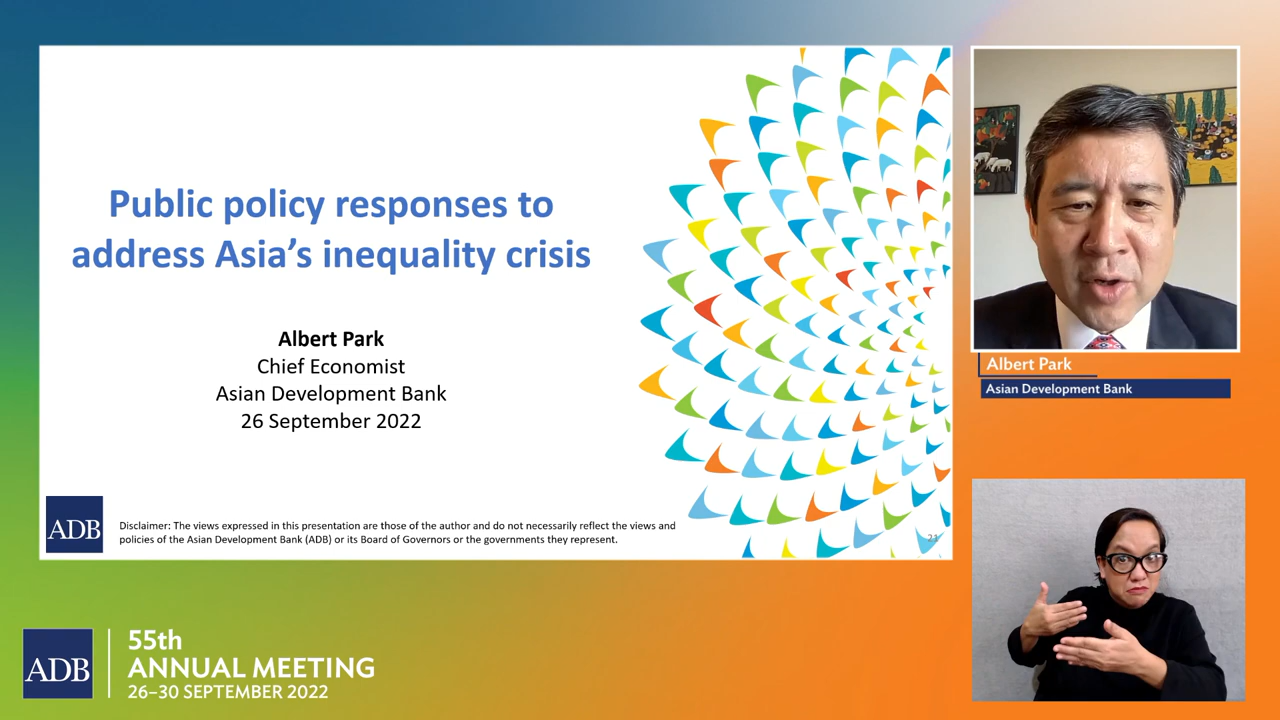 Public policy responses to
address Asia's inequality crisis
Albert Park
Chief Economist
Asian Development Bank
26 September 2022
ADB
Disclaimer: The views expressed in this presentation are those of the author and do not necessarily reflect the views and
policies of the Asian Development Bank (ADB) or its Board of Governors or the governments they represent.
21
Albert Park
Asian Development Bank
ADB
55th
ANNUAL MEETING
26–30 SEPTEMBER 2022